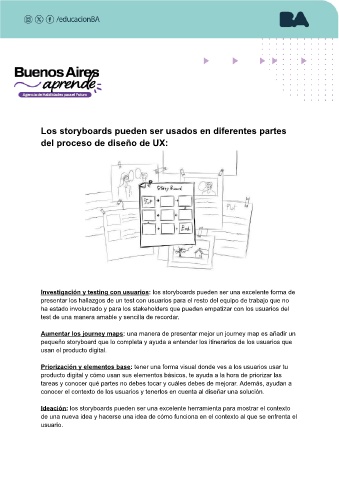 /educacionBA
BA
Buenos Aires
aprende
Agencia de Habilidades para el Futuro
Los storyboards pueden ser usados en diferentes partes
del proceso de diseño de UX:
Story Board
End
Investigación y testing con usuarios: los storyboards pueden ser una excelente forma de
presentar los hallazgos de un test con usuarios para el resto del equipo de trabajo que no
ha estado involucrado y para los stakeholders que pueden empatizar con los usuarios del
test de una manera amable y sencilla de recordar.
Aumentar los journey maps: una manera de presentar mejor un journey map es añadir un
pequeño storyboard que lo completa y ayuda a entender los itinerarios de los usuarios que
usan el producto digital.
Priorización y elementos base: tener una forma visual donde ves a los usuarios usar tu
producto digital y cómo usan sus elementos básicos, te ayuda a la hora de priorizar las
tareas y conocer qué partes no debes tocar y cuáles debes de mejorar. Además, ayudan a
conocer el contexto de los usuarios y tenerlos en cuenta al diseñar una solución.
Ideación: los storyboards pueden ser una excelente herramienta para mostrar el contexto
de una nueva idea y hacerse una idea de cómo funciona en el contexto al que se enfrenta el
usuario.